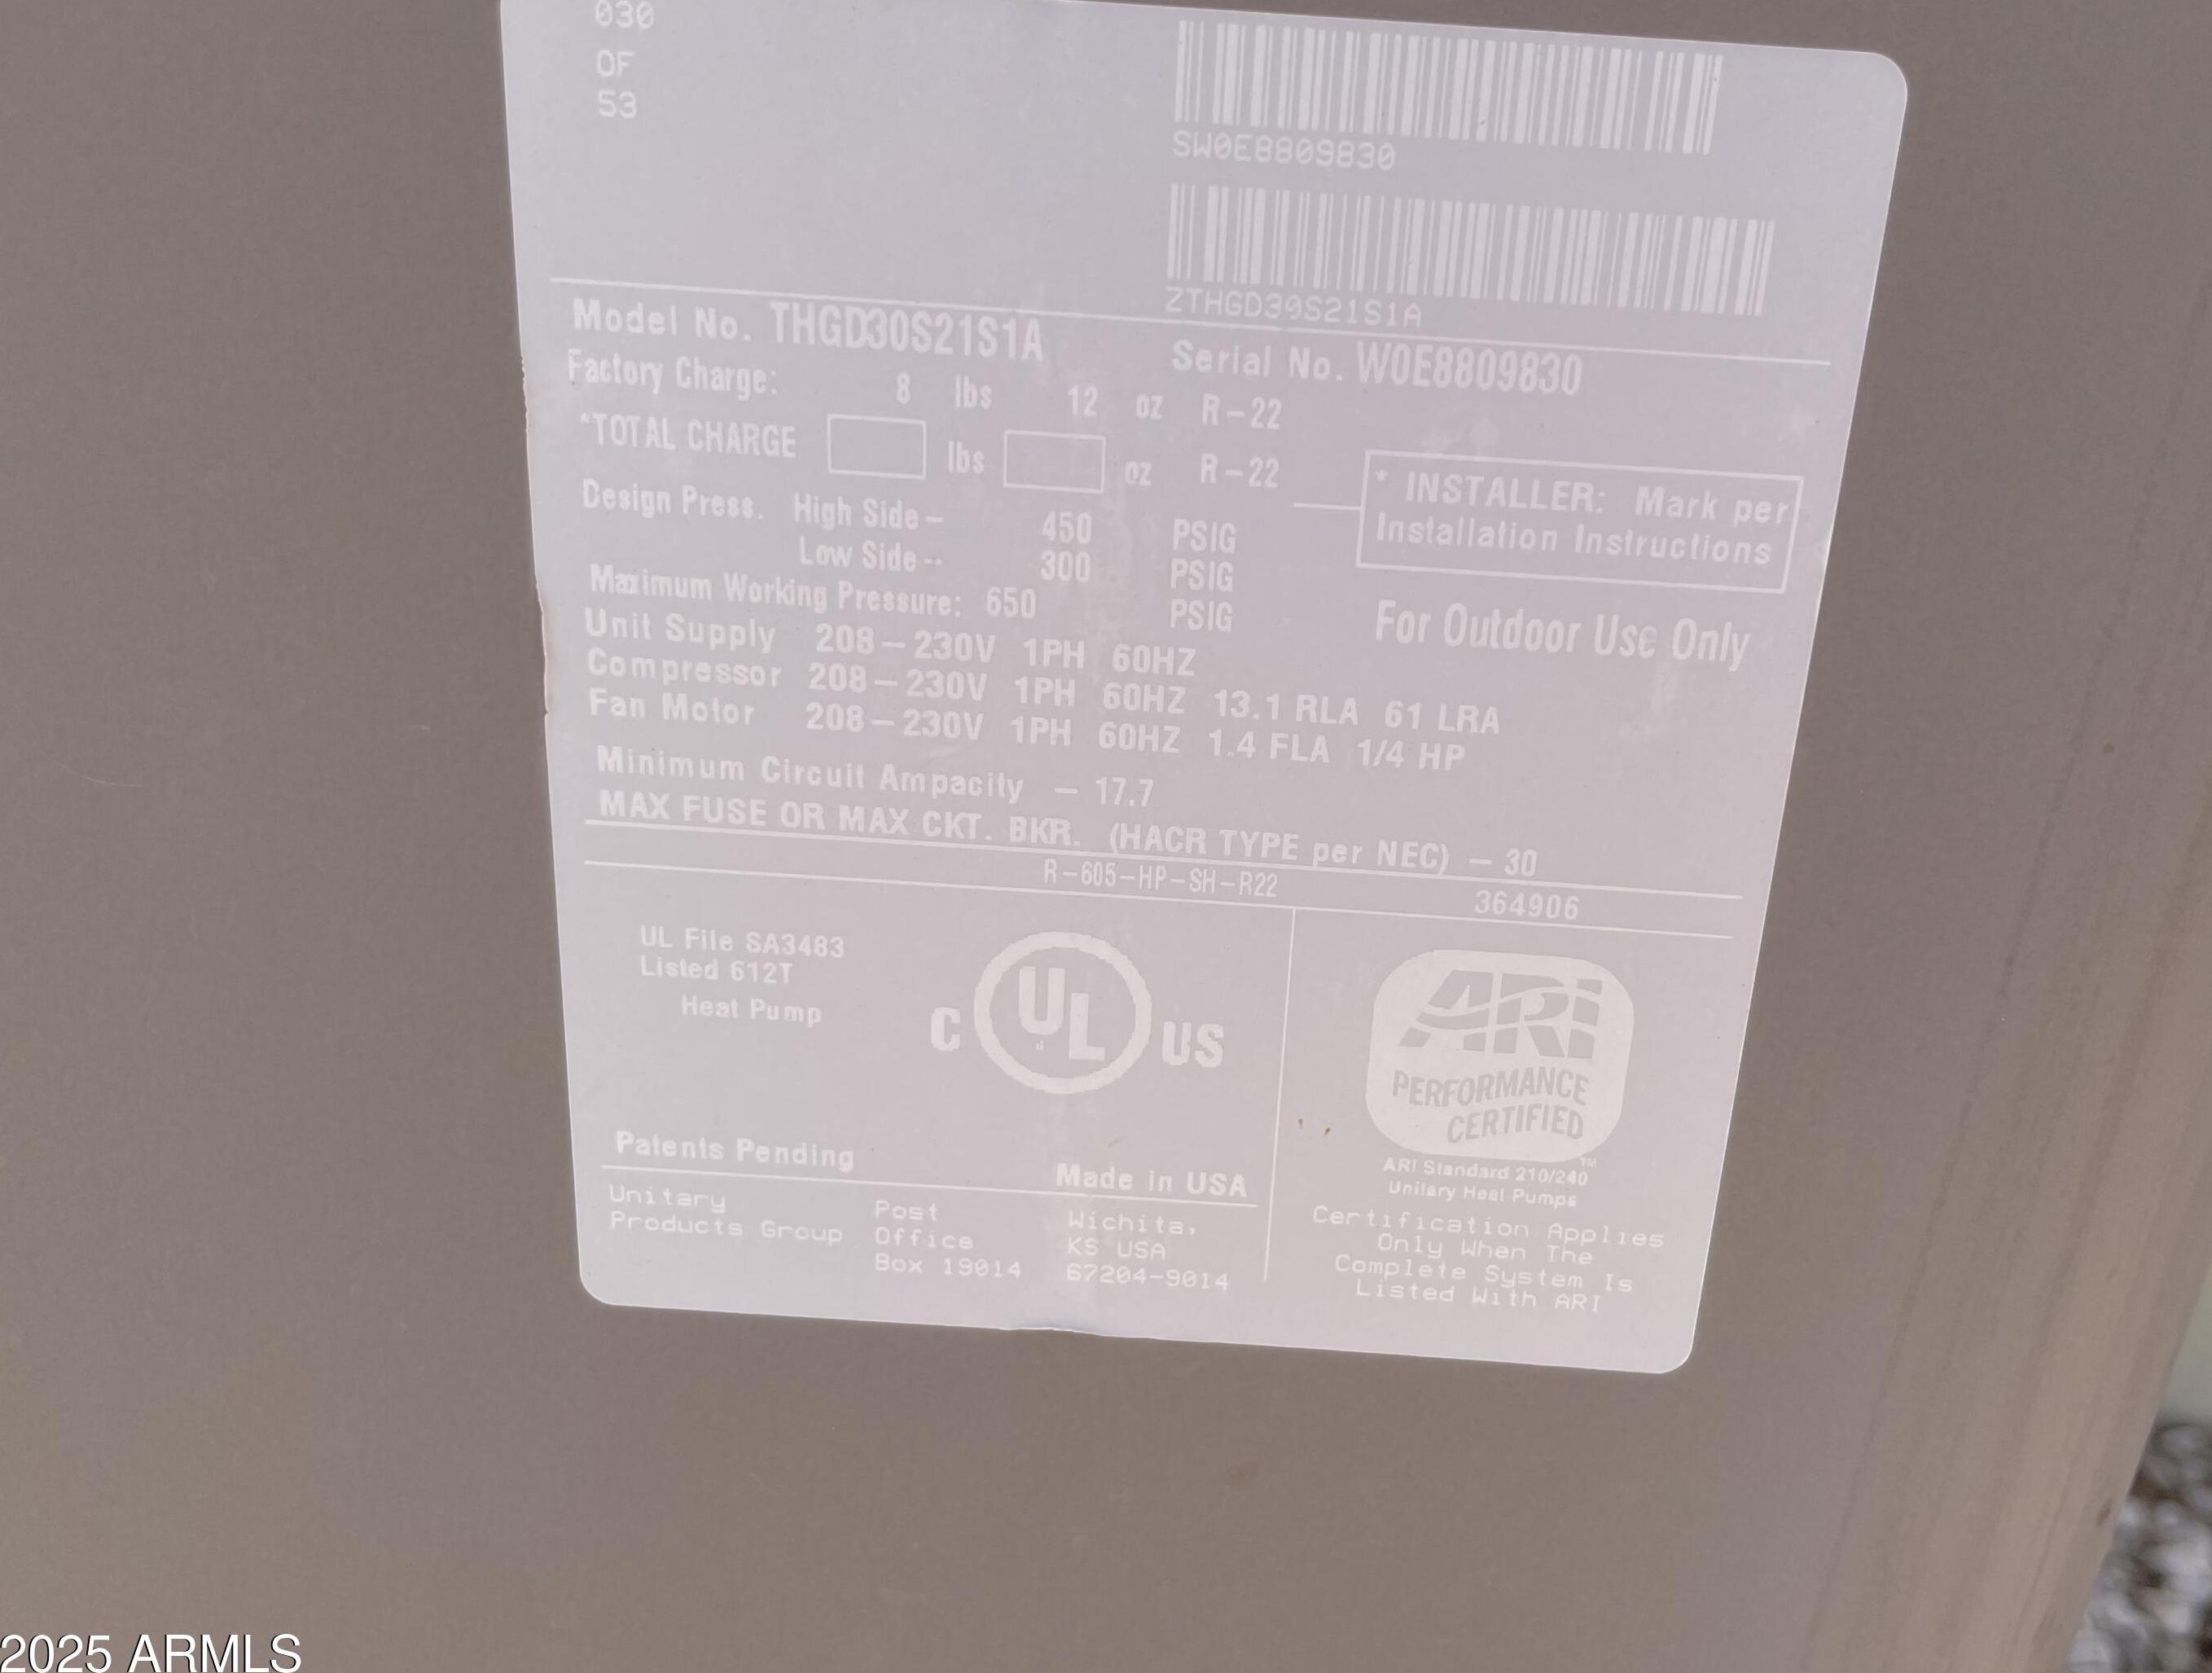 030
OF
53
SW0E8809830
ZTHGD30S21S1A
Model No. THGD30S21S1A
Serial No. W0E8809830
Factory Charge: 8 lbs 12 oz R-22
*TOTAL CHARGE lbs oz R-22
* INSTALLER: Mark per
Installation Instructions
Design Press. High Side- 450 PSIG
Low Side-- 300 PSIG
Maximum Working Pressure: 650 PSIG
For Outdoor Use Only
Unit Supply 208-230V 1PH 60HZ
Compressor 208-230V 1PH 60HZ 13.1 RLA 61 LRA
Fan Motor 208-230V 1PH 60HZ 1.4 FLA 1/4 HP
Minimum Circuit Ampacity - 17.7
MAX FUSE OR MAX CKT. BKR. (HACR TYPE per NEC) - 30
R-605-HP-SH-R22 364906
UL File SA3483
Listed 612T
Heat Pump
C UL US
ARI
PERFORMANCE
CERTIFIED
TM
ARI Standard 210/240
Unitary Heat Pumps
Certification Applies
Only When The
Complete System Is
Listed With ARI
Patents Pending
Made in USA
Unitary
Products Group
Post
Office
Box 19014
Wichita,
KS USA
67204-9014
2025 ARMLS